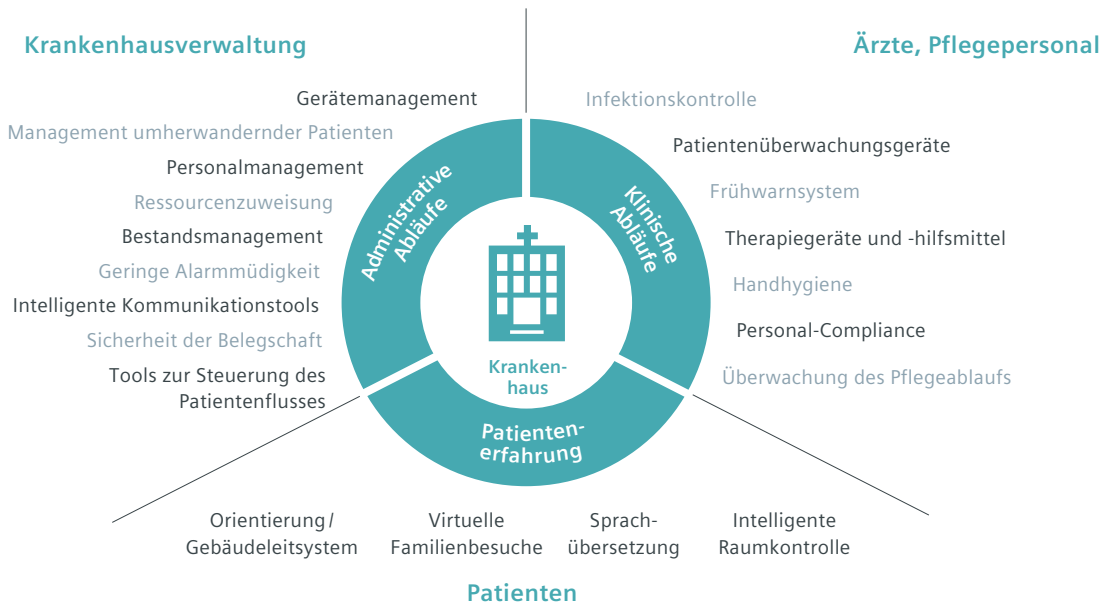 Krankenhausverwaltung
Ärzte, Pflegepersonal
Gerätemanagement
Management umherwandernder Patienten
Personalmanagement
Ressourcenzuweisung
Bestandsmanagement
Geringe Alarmmüdigkeit
Intelligente Kommunikationstools
Sicherheit der Belegschaft
Tools zur Steuerung des
Patientenflusses
Infektionskontrolle
Patientenüberwachungsgeräte
Frühwarnsystem
Therapiegeräte und -hilfsmittel
Handhygiene
Personal-Compliance
Überwachung des Pflegeablaufs
Administrative
Abläufe
Klinische
Abläufe
Kranken-
haus
Patienten-
erfahrung
Orientierung/
Gebäudeleitsystem
Virtuelle
Familienbesuche
Sprach-
übersetzung
Intelligente
Raumkontrolle
Patienten